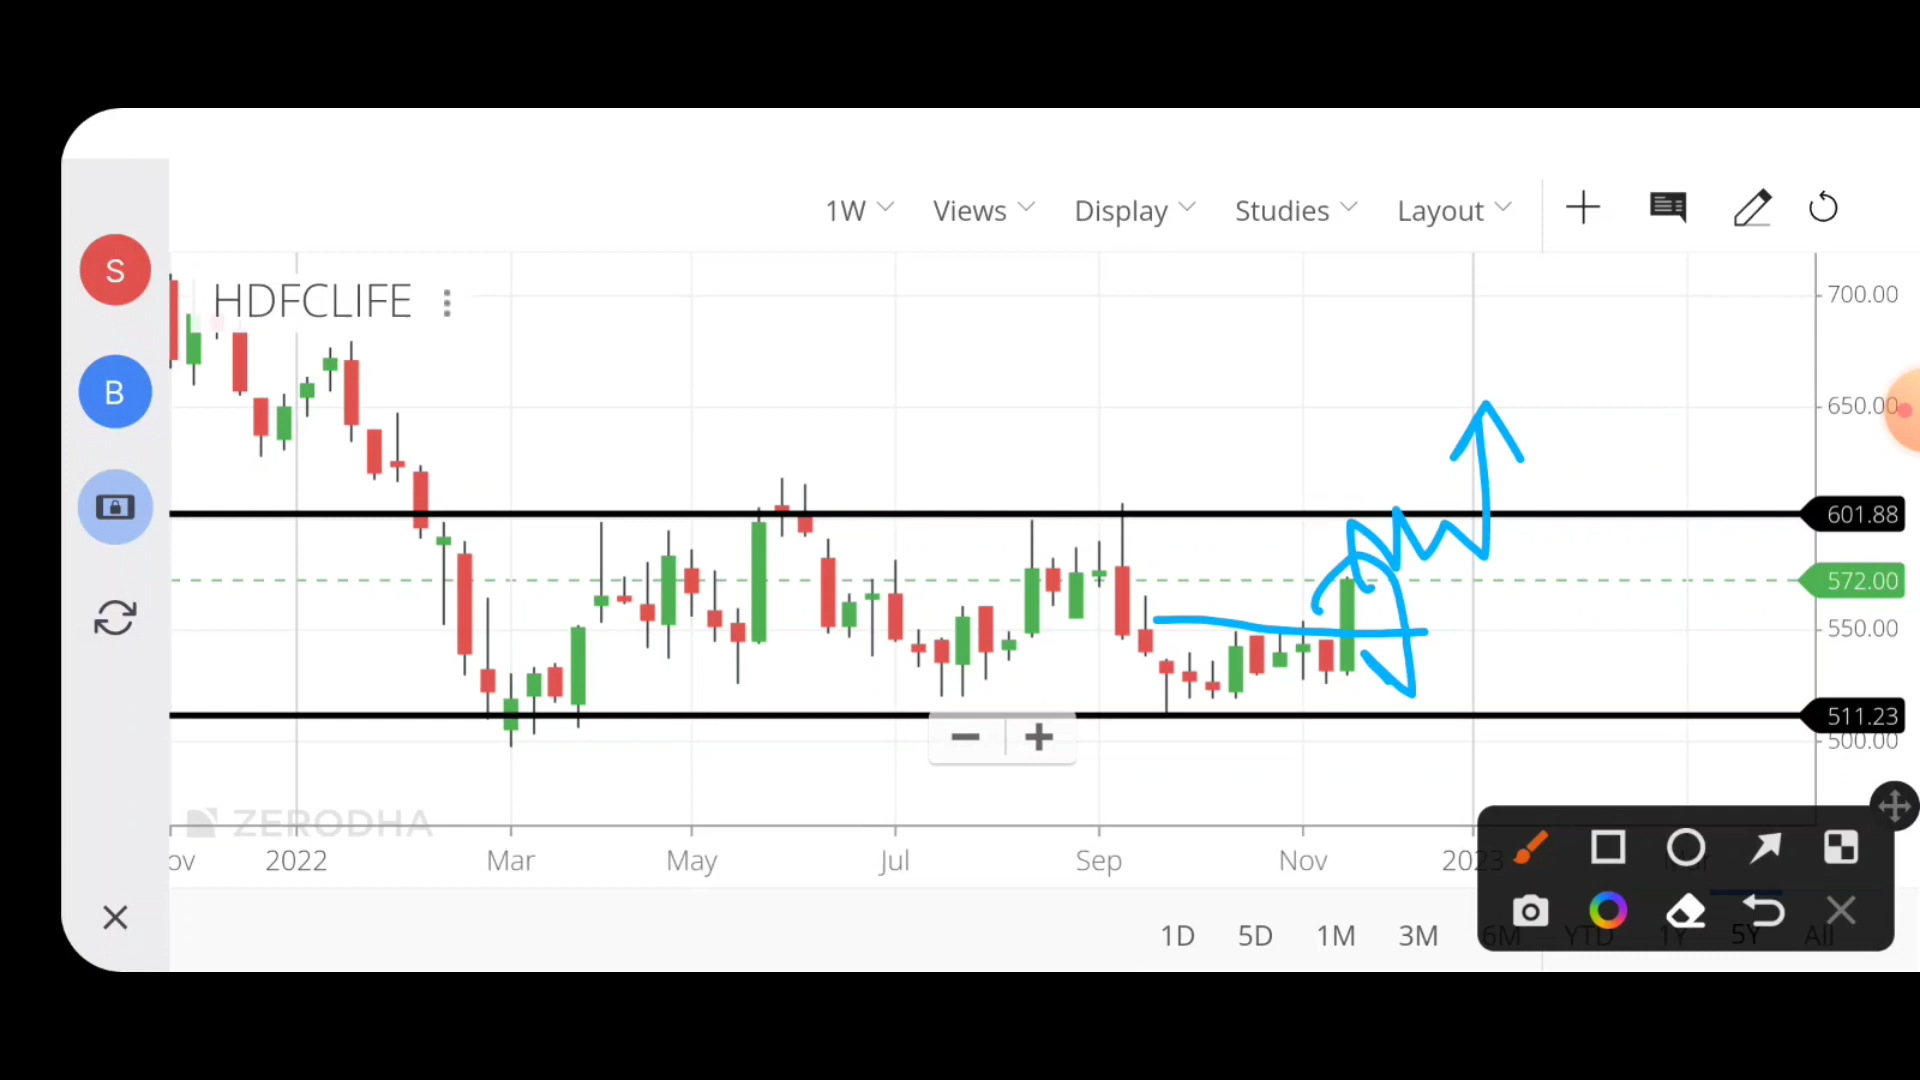 1W Views Display Studies Layout
S
HDFCLIFE
700.00
B
650.00
601.88
572.00
550.00
511.23
500.00
ZERODHA
ov 2022 Mar May Jul Sep Nov 2023 Mar
1D 5D 1M 3M 6M YTD 1Y 5Y All